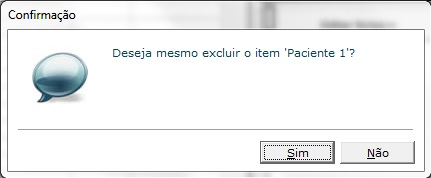 Confirmação
Deseja mesmo excluir o item 'Paciente 1'?
Sim
Não